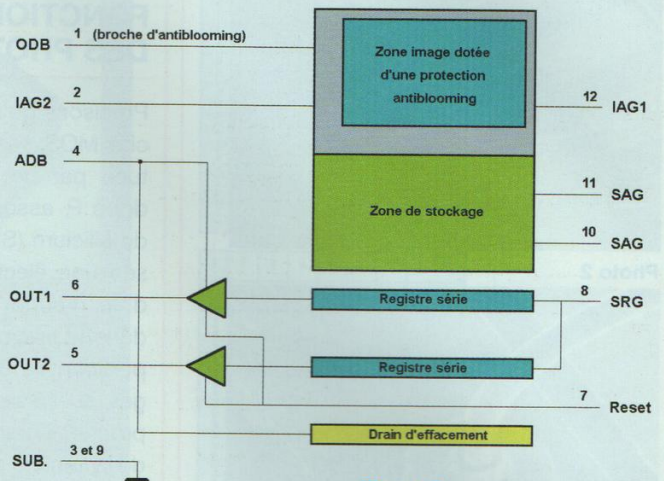 ODB 1 (broche d'antiblooming)
Zone image dotée
d'une protection
antiblooming
IAG2 2
12 IAG1
ADB 4
11 SAG
Zone de stockage
10 SAG
OUT1 6
Registre série
8 SRG
OUT2 5
Registre série
7 Reset
Drain d'effacement
SUB. 3 et 9
Photo 2